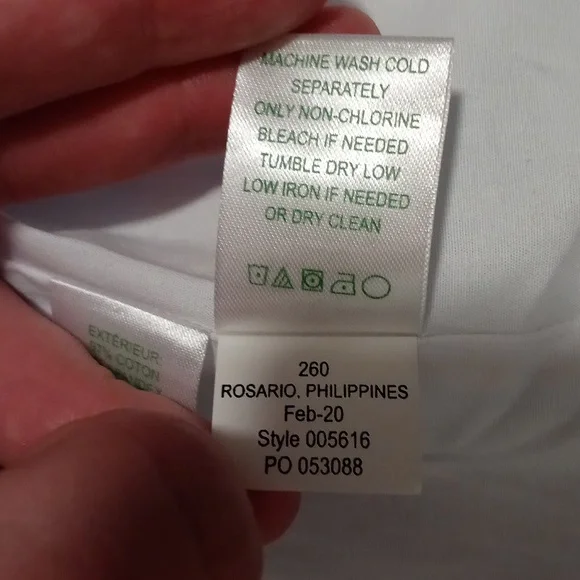 MACHINE WASH COLD
SEPARATELY
ONLY NON-CHLORINE
BLEACH IF NEEDED
TUMBLE DRY LOW
LOW IRON IF NEEDED
OR DRY CLEAN
260
ROSARIO, PHILIPPINES
Feb-20
Style 005616
PO 053088
EXTÉRIEUR:
COTON